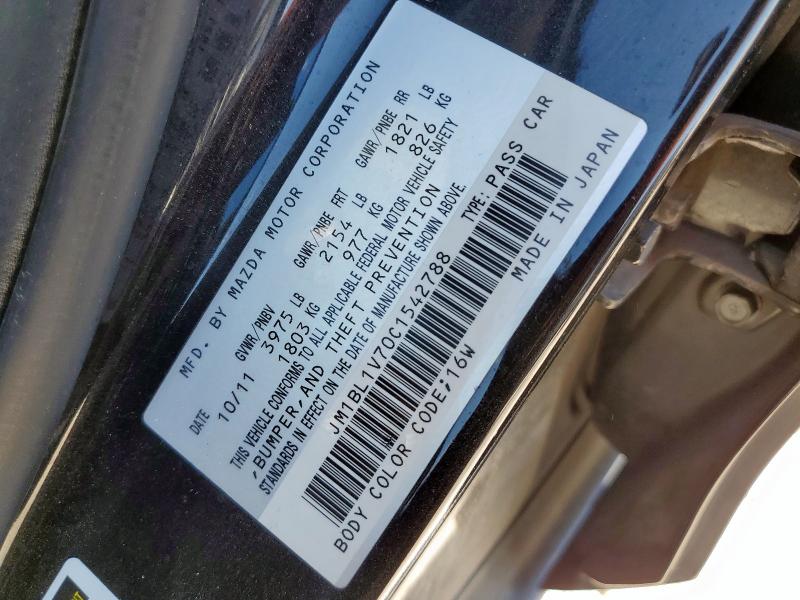 MFD. BY MAZDA MOTOR CORPORATION
DATE GVWR/PNBV GAWR/PNBE FRT GAWR/PNBE RR
10/11 3975 LB 2154 LB 1821 LB
1803 KG 977 KG 826 KG
THIS VEHICLE CONFORMS TO ALL APPLICABLE FEDERAL MOTOR VEHICLE SAFETY
,BUMPER,AND THEFT PREVENTION
STANDARDS IN EFFECT ON THE DATE OF MANUFACTURE SHOWN ABOVE.
JM1BL1V70C1542788 TYPE: PASS CAR
BODY COLOR CODE;16W MADE IN JAPAN